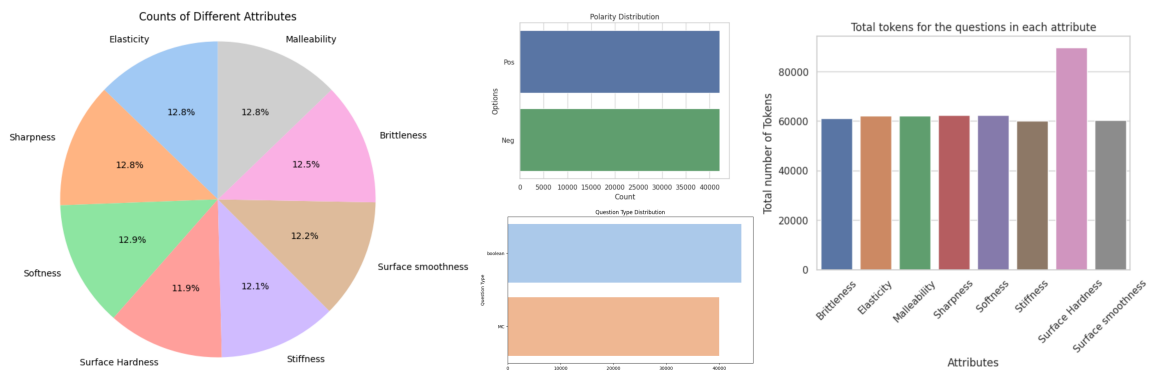 Counts of Different Attributes
Elasticity
Malleability
Sharpness
Brittleness
Softness
Surface smoothness
Surface Hardness
Stiffness
12.8%
12.8%
12.8%
12.5%
12.9%
12.2%
11.9%
12.1%
Polarity Distribution
Options
Pos
Neg
0 5000 10000 15000 20000 25000 30000 35000 40000
Count
Question Type Distribution
Question Type
boolean
MC
0 10000 20000 30000 40000
Total tokens for the questions in each attribute
Total number of Tokens
80000
60000
40000
20000
0
Brittleness
Elasticity
Malleability
Sharpness
Softness
Stiffness
Surface Hardness
Surface smoothness
Attributes